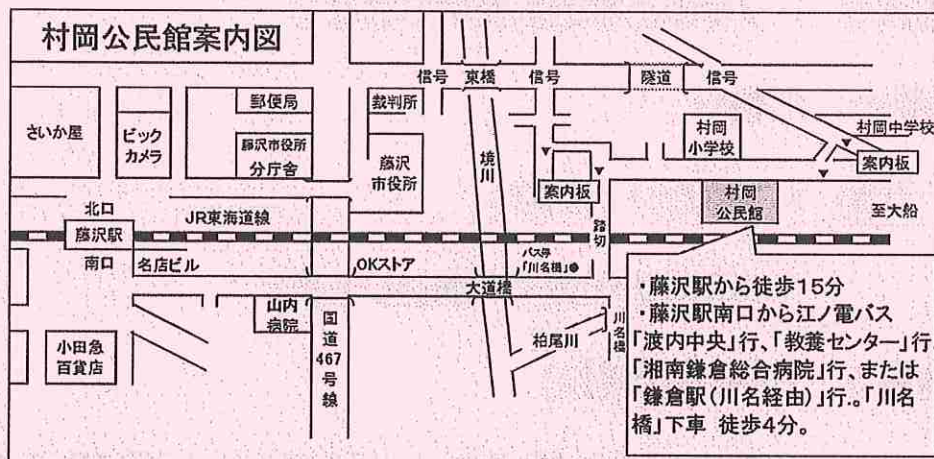 村岡公民館案内図
信号
東橋
信号
隧道
信号
さいか屋
ビック
カメラ
郵便局
藤沢市役所
分庁舎
裁判所
藤沢
市役所
境川
村岡
小学校
村岡中学校
案内板
案内板
村岡
公民館
至大船
北口
JR東海道線
藤沢駅
踏切
南口
名店ビル
OKストア
バス停
「川名橋」●
大道橋
山内
病院
国道467号線
川名橋
柏尾川
小田急
百貨店
・藤沢駅から徒歩15分
・藤沢駅南口から江ノ電バス
「渡内中央」行、「教養センター」行、
「湘南鎌倉総合病院」行、または
「鎌倉駅(川名経由)」行.。「川名
橋」下車 徒歩4分。